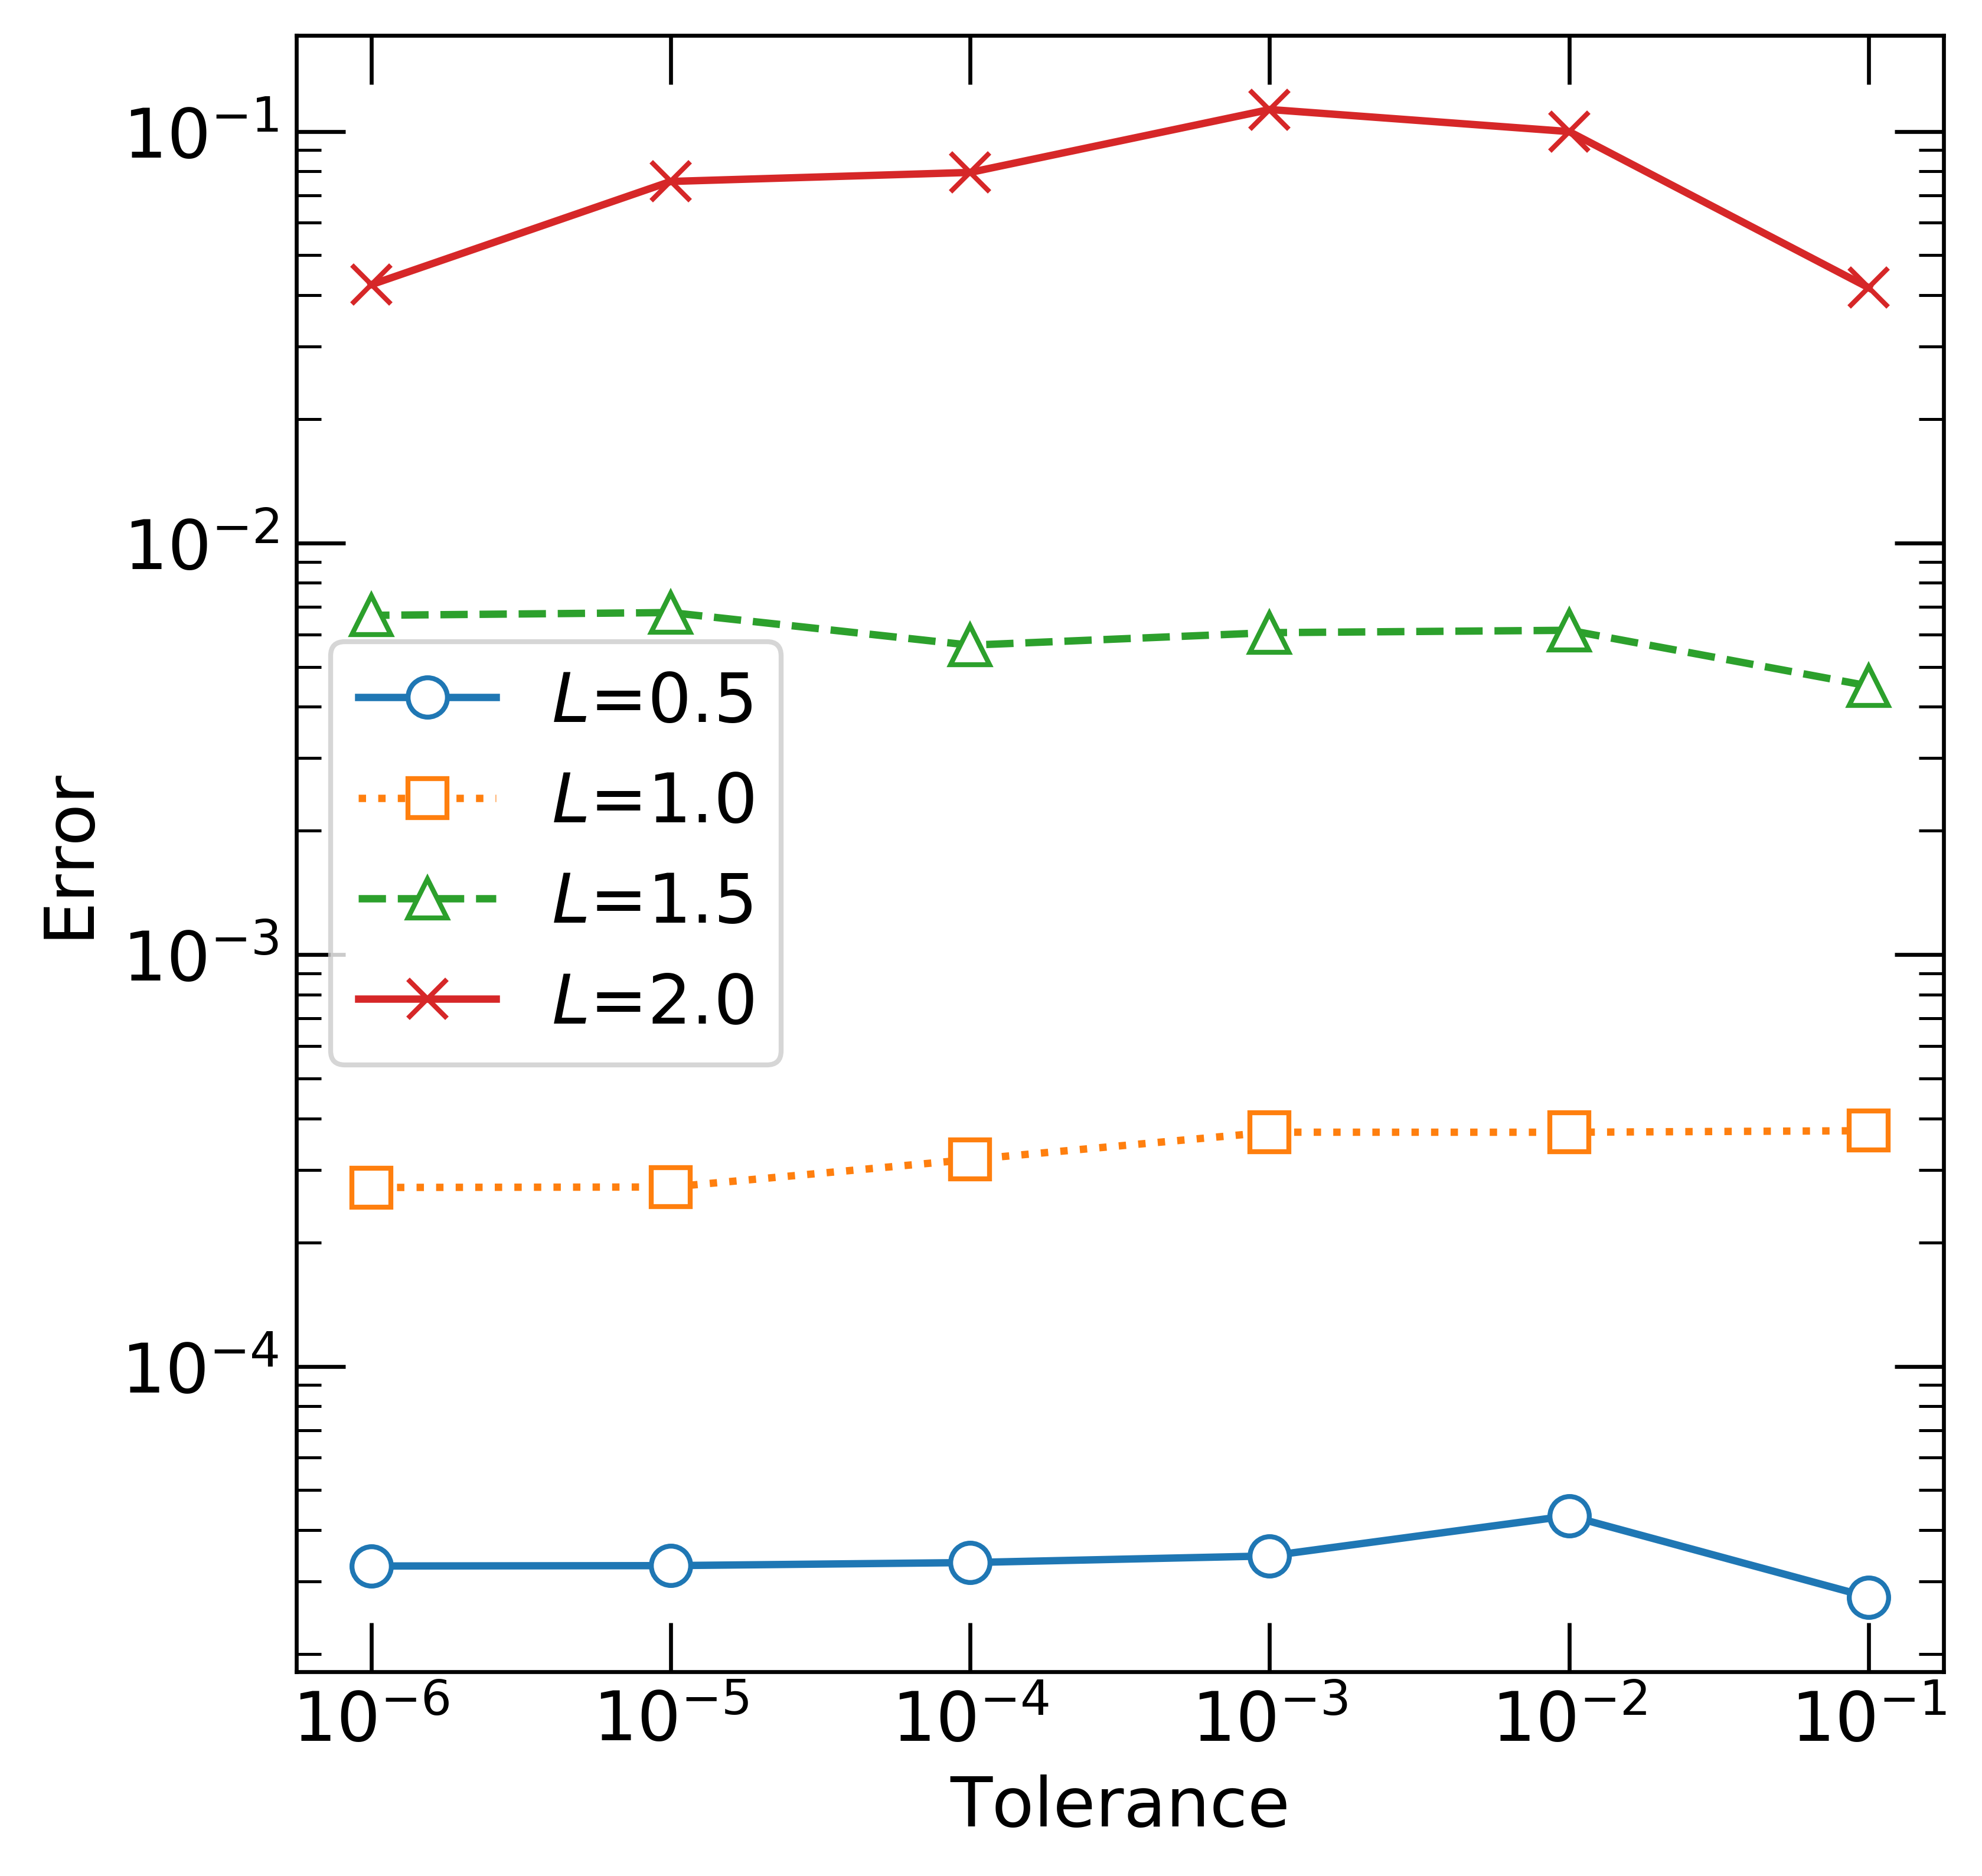 10⁻¹
10⁻²
10⁻³
10⁻⁴
Error
L=0.5
L=1.0
L=1.5
L=2.0
10⁻⁶ 10⁻⁵ 10⁻⁴ 10⁻³ 10⁻² 10⁻¹
Tolerance